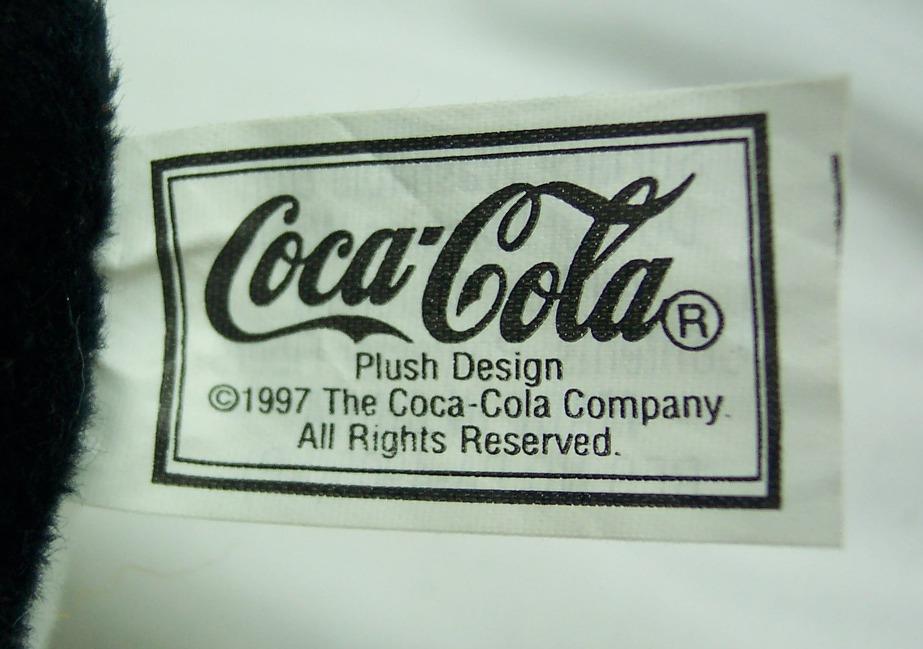 Coca-Cola®
Plush Design
©1997 The Coca-Cola Company.
All Rights Reserved.